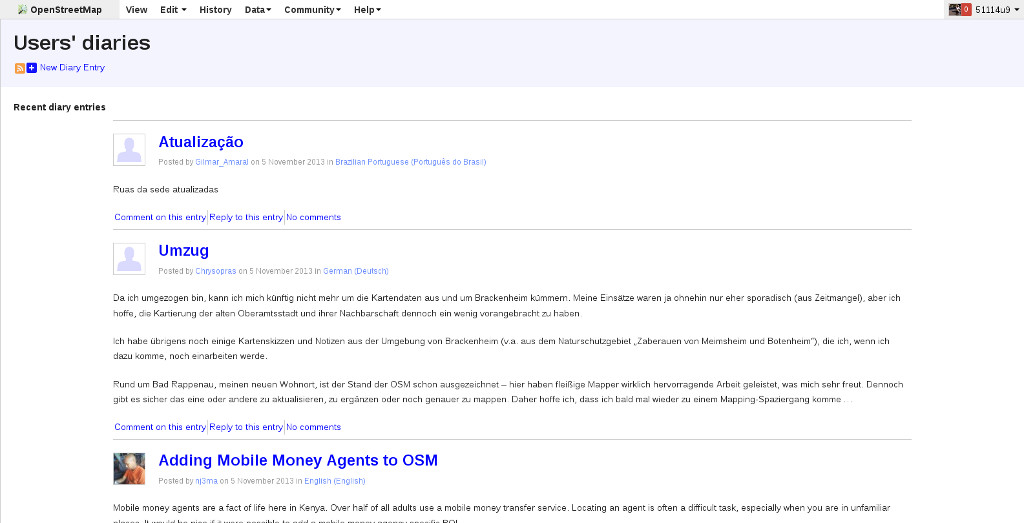 OpenStreetMap View Edit History Data Community Help 0 51114u9
Users' diaries
New Diary Entry
Recent diary entries
Atualização
Posted by Gilmar_Amaral on 5 November 2013 in Brazilian Portuguese (Português do Brasil)
Ruas da sede atualizadas
Comment on this entry Reply to this entry No comments
Umzug
Posted by Chrysopras on 5 November 2013 in German (Deutsch)
Da ich umgezogen bin, kann ich mich künftig nicht mehr um die Kartendaten aus und um Brackenheim kümmern. Meine Einsätze waren ja ohnehin nur eher sporadisch (aus Zeitmangel), aber ich
hoffe, die Kartierung der alten Oberamtsstadt und ihrer Nachbarschaft dennoch ein wenig vorangebracht zu haben.
Ich habe übrigens noch einige Kartenskizzen und Notizen aus der Umgebung von Brackenheim (v.a. aus dem Naturschutzgebiet „Zaberauen von Meimsheim und Botenheim“), die ich, wenn ich
dazu komme, noch einarbeiten werde.
Rund um Bad Rappenau, meinen neuen Wohnort, ist der Stand der OSM schon ausgezeichnet – hier haben fleißige Mapper wirklich hervorragende Arbeit geleistet, was mich sehr freut. Dennoch
gibt es sicher das eine oder andere zu aktualisieren, zu ergänzen oder noch genauer zu mappen. Daher hoffe ich, dass ich bald mal wieder zu einem Mapping-Spaziergang komme …
Comment on this entry Reply to this entry No comments
Adding Mobile Money Agents to OSM
Posted by nj3ma on 5 November 2013 in English (English)
Mobile money agents are a fact of life here in Kenya. Over half of all adults use a mobile money transfer service. Locating an agent is often a difficult task, especially when you are in unfamiliar